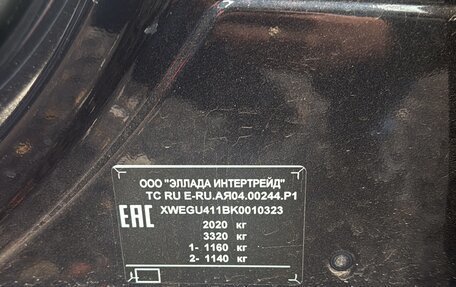 ООО "ЭЛЛАДА ИНТЕРТРЕЙД"
ТС RU E-RU.АЯ04.00244.Р1
EAC XWEGU411BK0010323
2020 кг
3320 кг
1- 1160 кг
2- 1140 кг